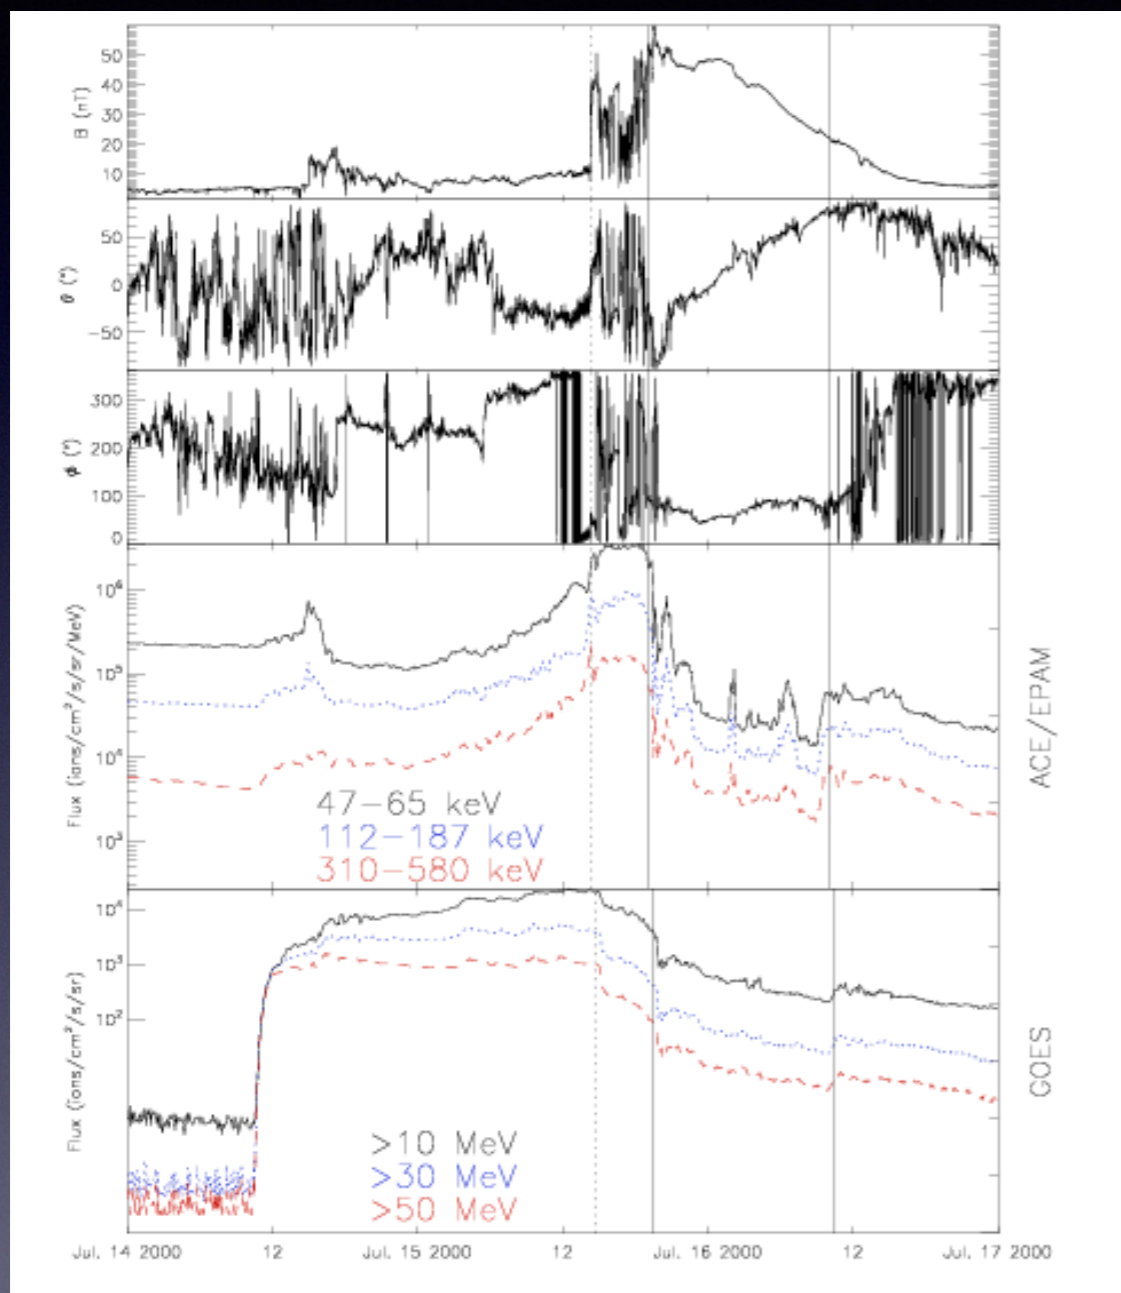 50
40
30
20
10
B (nT)
50
0
-50
θ (°)
300
200
100
0
φ (°)
10⁶
10⁵
10⁴
10³
Flux (ions/cm²/s/sr/MeV)
47-65 keV
112-187 keV
310-580 keV
ACE/EPAM
10⁴
10³
10²
Flux (ions/cm²/s/sr)
>10 MeV
>30 MeV
>50 MeV
GOES
Jul. 14 2000 12 Jul. 15 2000 12 Jul. 16 2000 12 Jul. 17 2000